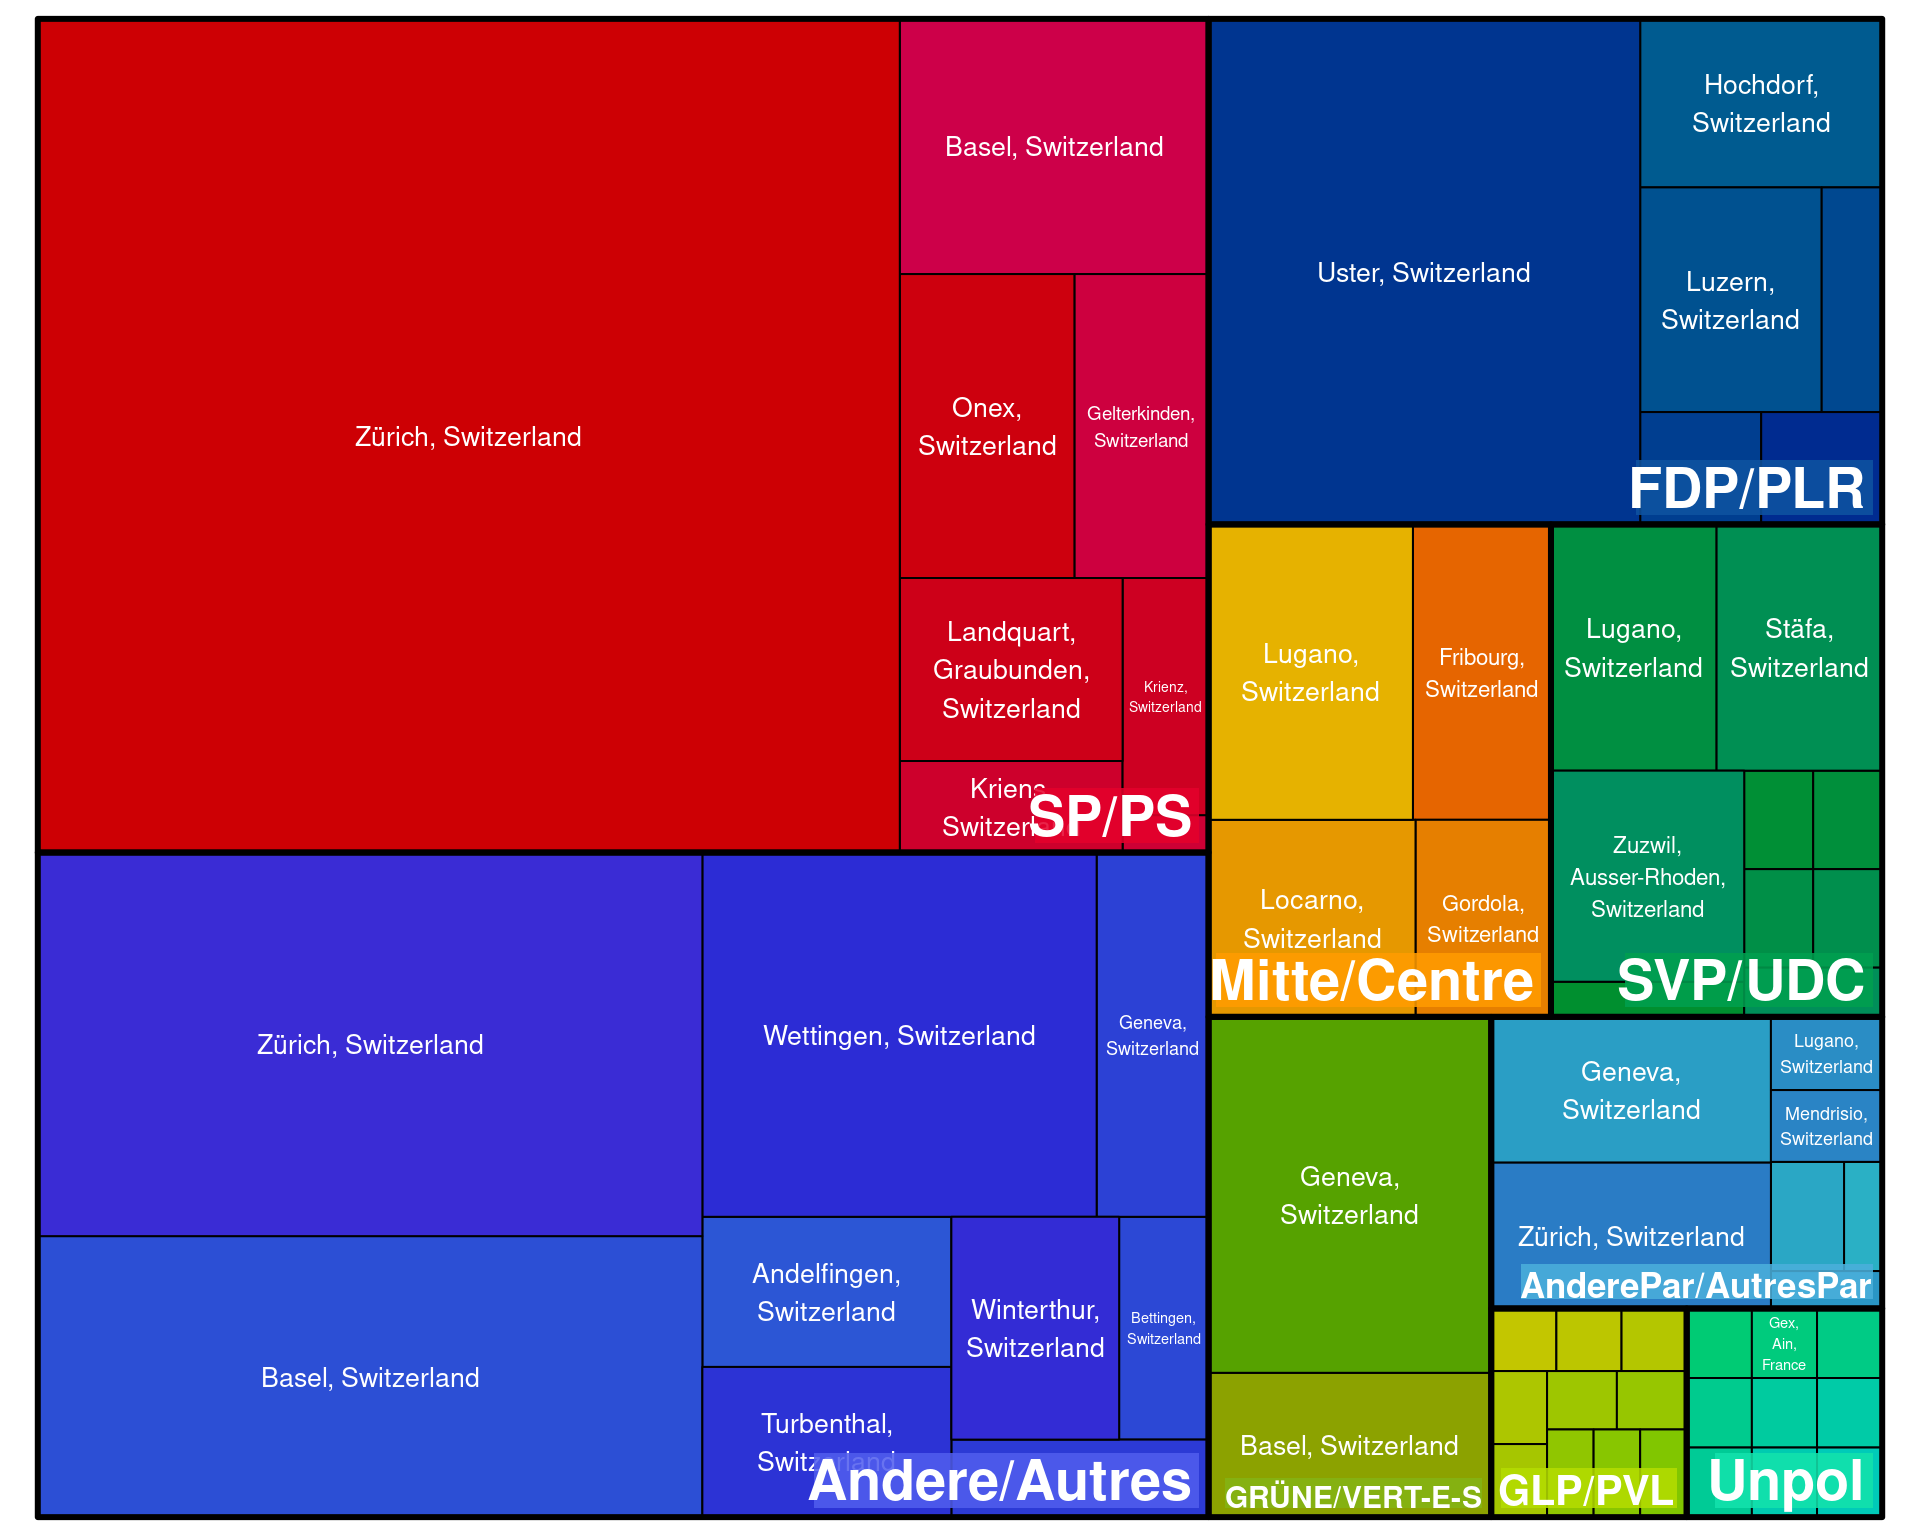 Zürich, Switzerland
Basel, Switzerland
Onex,
Switzerland
Gelterkinden,
Switzerland
Landquart,
Graubunden,
Switzerland
Krienz,
Switzerland
Kriens
Switzerla
SP/PS
Uster, Switzerland
Hochdorf,
Switzerland
Luzern,
Switzerland
FDP/PLR
Lugano,
Switzerland
Fribourg,
Switzerland
Locarno,
Switzerland
Gordola,
Switzerland
Mitte/Centre
Lugano,
Switzerland
Stäfa,
Switzerland
Zuzwil,
Ausser-Rhoden,
Switzerland
SVP/UDC
Zürich, Switzerland
Wettingen, Switzerland
Geneva,
Switzerland
Basel, Switzerland
Andelfingen,
Switzerland
Winterthur,
Switzerland
Bettingen,
Switzerland
Turbenthal,
Switzerland
Andere/Autres
Geneva,
Switzerland
Basel, Switzerland
GRÜNE/VERT-E-S
Geneva,
Switzerland
Lugano,
Switzerland
Mendrisio,
Switzerland
Zürich, Switzerland
AnderePar/AutresPar
GLP/PVL
Gex,
Ain,
France
Unpol